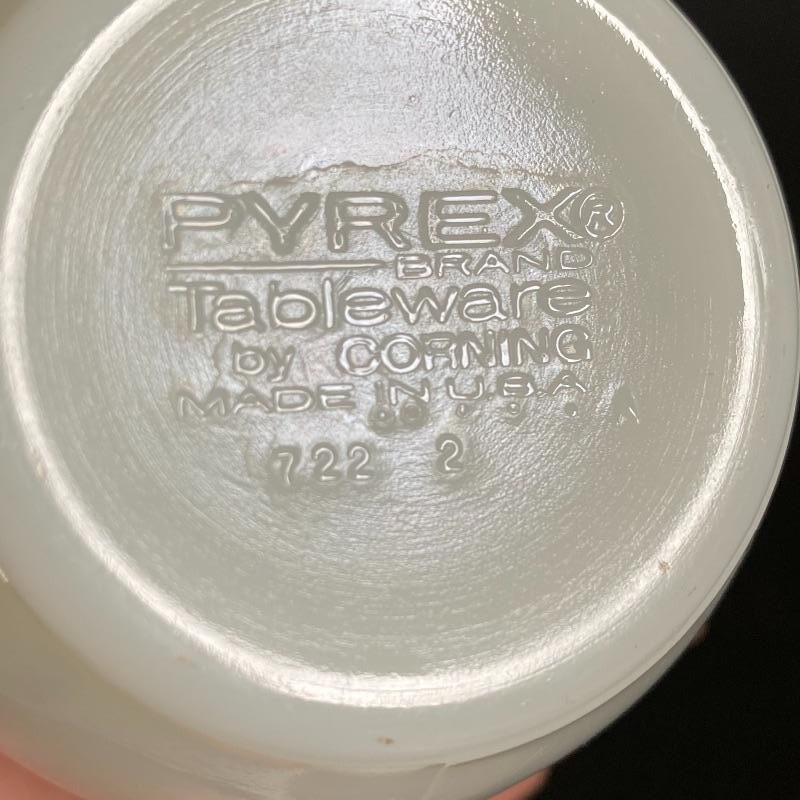 PYREX®
BRAND
Tableware
by CORNING
MADE IN U.S.A
722 2